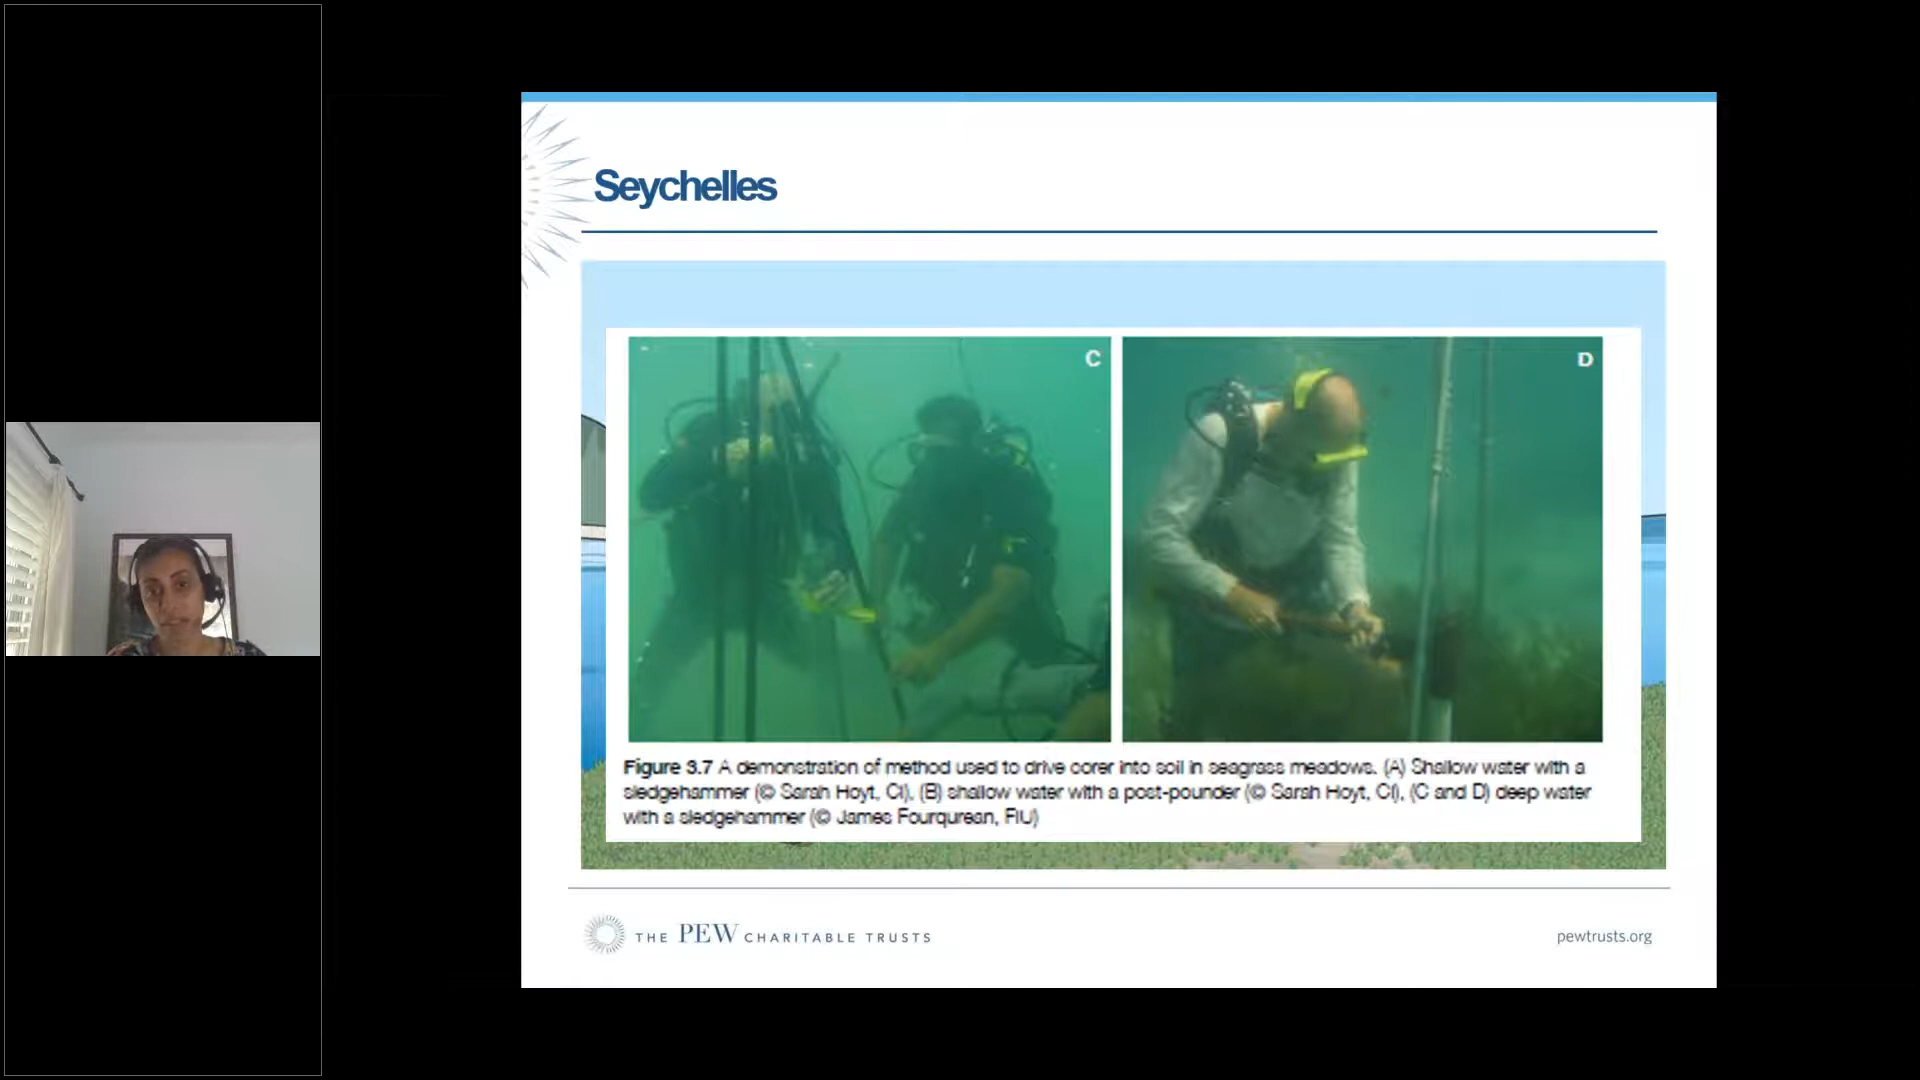 Seychelles
C
D
Figure 3.7 A demonstration of method used to drive corer into soil in seagrass meadows. (A) Shallow water with a
sledgehammer (© Sarah Hoyt, CI), (B) shallow water with a post-pounder (© Sarah Hoyt, CI), (C and D) deep water
with a sledgehammer (© James Fourqurean, FIU)
THE PEW CHARITABLE TRUSTS
pewtrusts.org